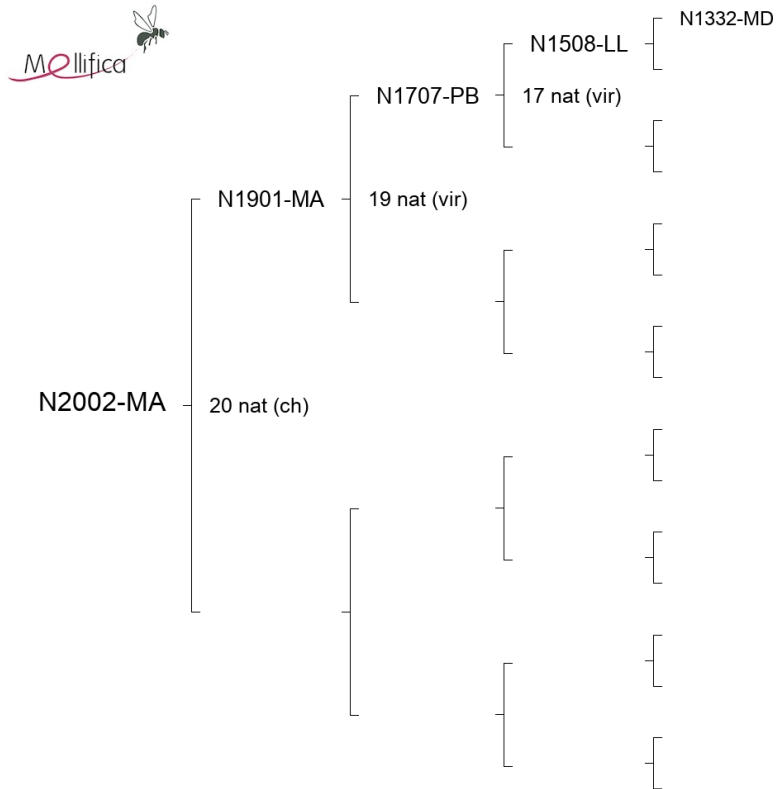 Mellifica
N1332-MD
N1508-LL
N1707-PB
17 nat (vir)
N1901-MA
19 nat (vir)
N2002-MA
20 nat (ch)